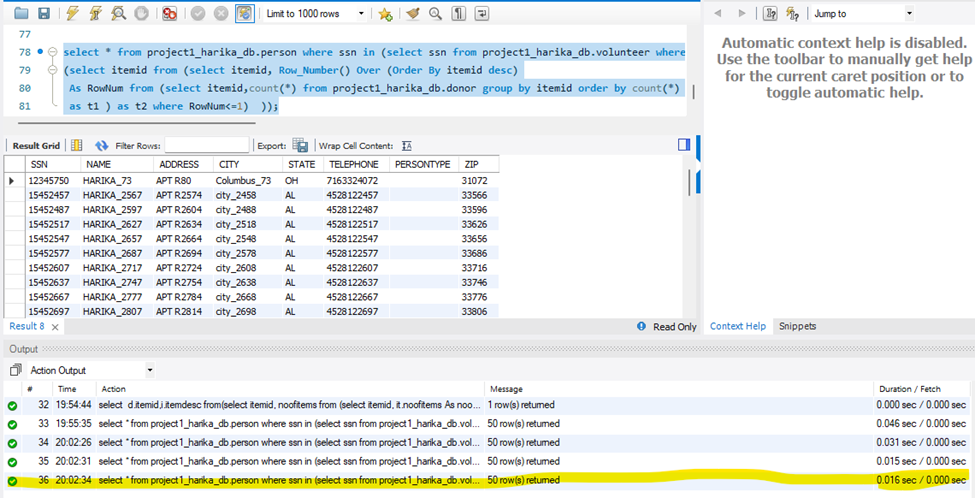 Limit to 1000 rows
Jump to
77
78 select * from project1_harika_db.person where ssn in (select ssn from project1_harika_db.volunteer where
79 (select itemid from (select itemid, Row_Number() Over (Order By itemid desc)
80 As RowNum from (select itemid,count(*) from project1_harika_db.donor group by itemid order by count(*)
81 as t1 ) as t2 where RowNum<=1) ));
Automatic context help is disabled.
Use the toolbar to manually get help
for the current caret position or to
toggle automatic help.
Result Grid Filter Rows: Export: Wrap Cell Content:
SSN NAME ADDRESS CITY STATE TELEPHONE PERSONTYPE ZIP
12345750 HARIKA_73 APT R80 Columbus_73 OH 7163324072 31072
15452457 HARIKA_2567 APT R2574 city_2458 AL 4528122457 33566
15452487 HARIKA_2597 APT R2604 city_2488 AL 4528122487 33596
15452517 HARIKA_2627 APT R2634 city_2518 AL 4528122517 33626
15452547 HARIKA_2657 APT R2664 city_2548 AL 4528122547 33656
15452577 HARIKA_2687 APT R2694 city_2578 AL 4528122577 33686
15452607 HARIKA_2717 APT R2724 city_2608 AL 4528122607 33716
15452637 HARIKA_2747 APT R2754 city_2638 AL 4528122637 33746
15452667 HARIKA_2777 APT R2784 city_2668 AL 4528122667 33776
15452697 HARIKA_2807 APT R2814 city_2698 AL 4528122697 33806
Result 8 Read Only Context Help Snippets
Output
Action Output
# Time Action Message Duration / Fetch
32 19:54:44 select d.itemid,i.itemdesc from(select itemid, noofitems from (select itemid, it.noofitems As noo... 1 row(s) returned 0.000 sec / 0.000 sec
33 19:55:35 select * from project1_harika_db.person where ssn in (select ssn from project1_harika_db.vol... 50 row(s) returned 0.046 sec / 0.000 sec
34 20:02:26 select * from project1_harika_db.person where ssn in (select ssn from project1_harika_db.vol... 50 row(s) returned 0.031 sec / 0.000 sec
35 20:02:31 select * from project1_harika_db.person where ssn in (select ssn from project1_harika_db.vol... 50 row(s) returned 0.015 sec / 0.000 sec
36 20:02:34 select * from project1_harika_db.person where ssn in (select ssn from project1_harika_db.vol... 50 row(s) returned 0.016 sec / 0.000 sec